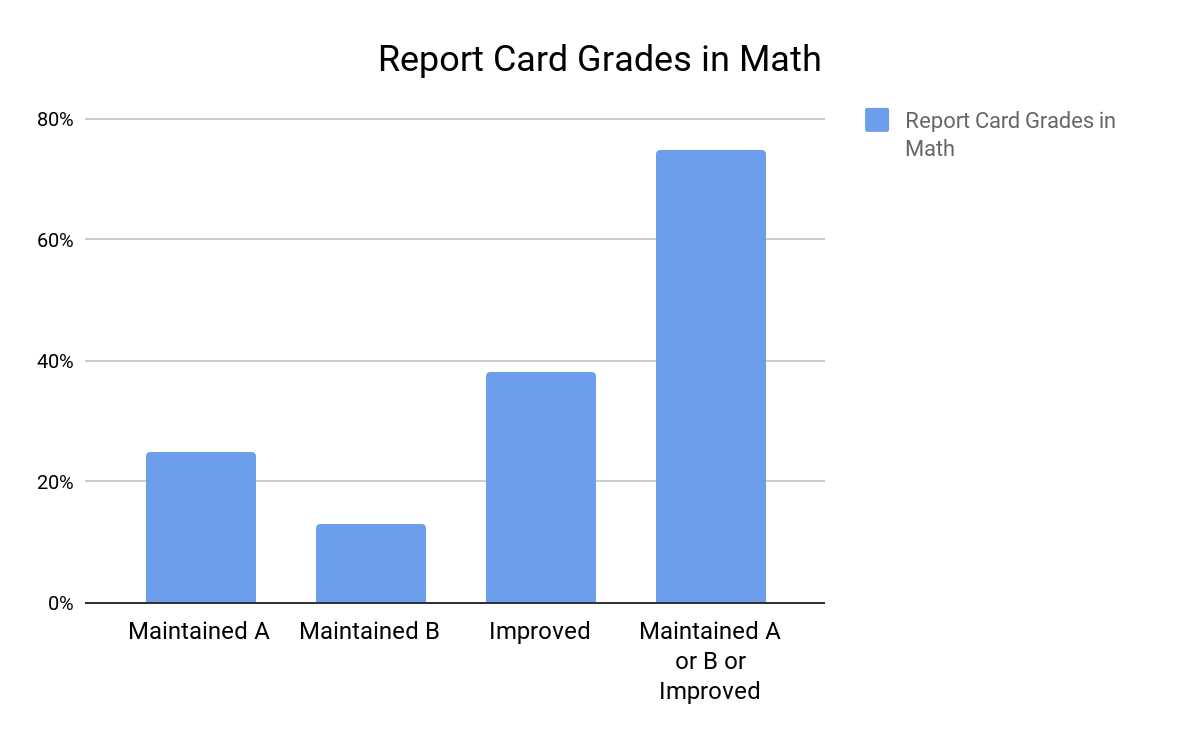 Report Card Grades in Math
80%
60%
40%
20%
0%
Maintained A
Maintained B
Improved
Maintained A
or B or
Improved
Report Card Grades in
Math